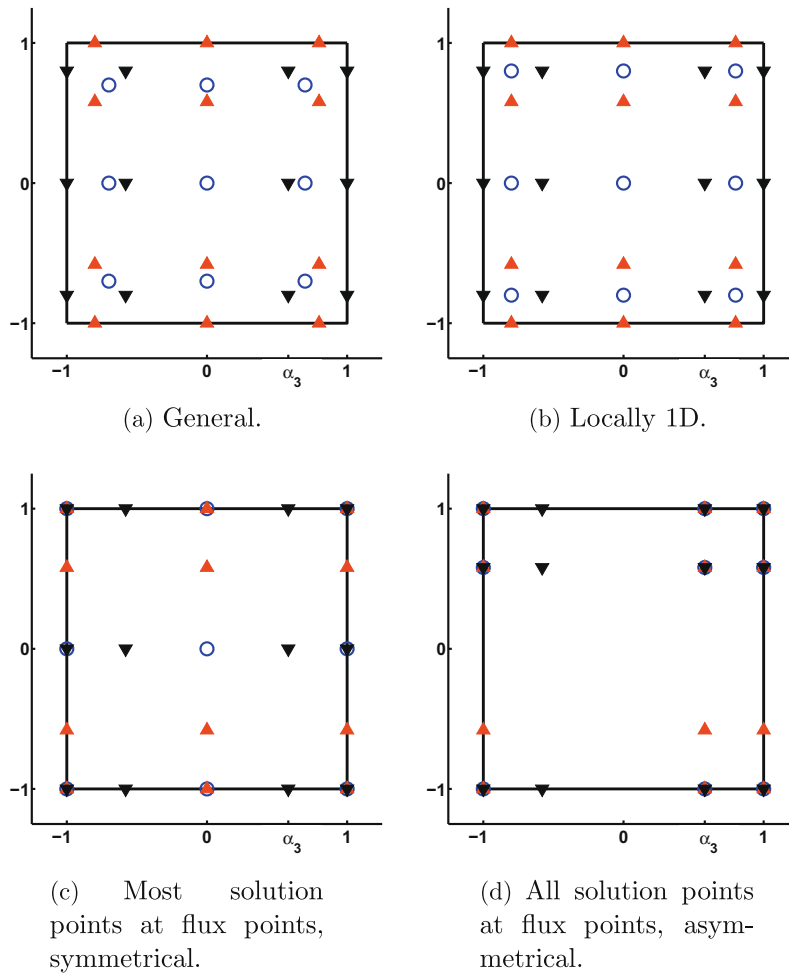 1
0
−1
−1
0
α3
1
(a) General.
1
0
−1
−1
0
α3
1
(b) Locally 1D.
1
0
−1
−1
0
α3
1
(c) Most solution
points at flux points,
symmetrical.
1
0
−1
−1
0
α3
1
(d) All solution points
at flux points, asym-
metrical.